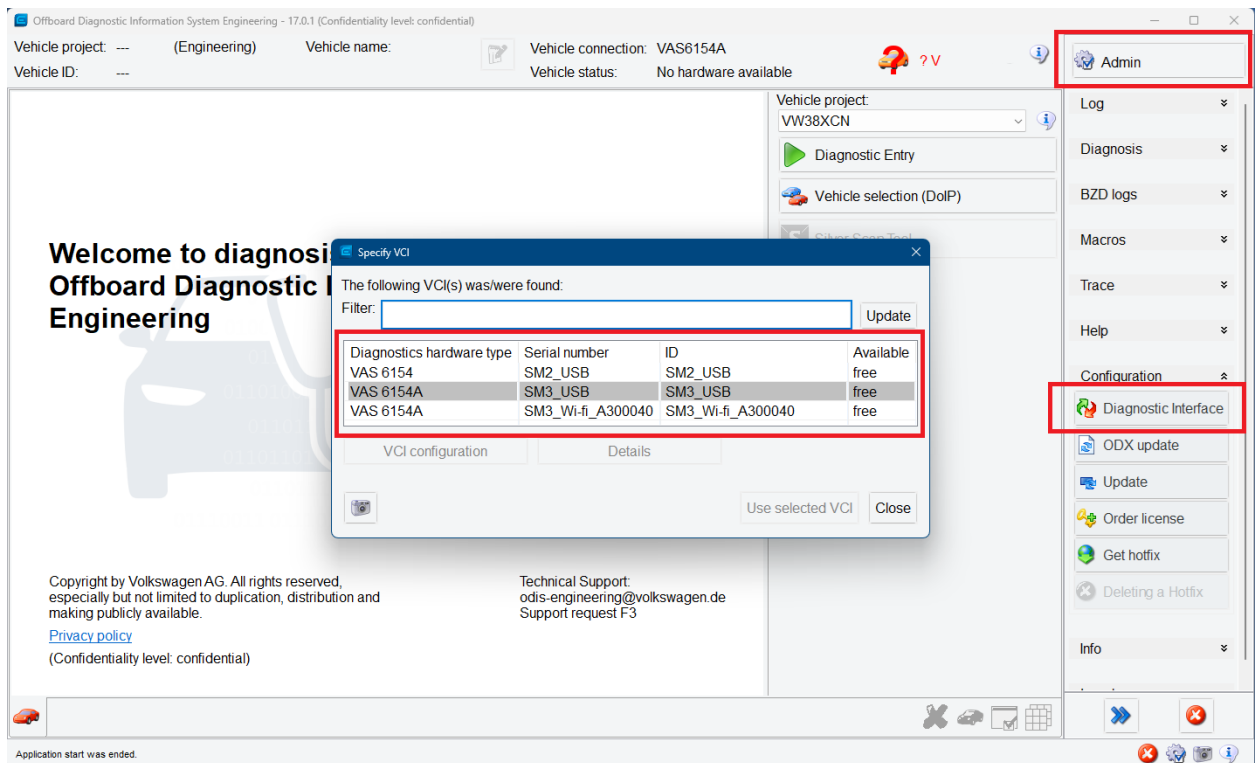 Offboard Diagnostic Information System Engineering - 17.0.1 (Confidentiality level: confidential)
Vehicle project: --- (Engineering) Vehicle name:
Vehicle ID: ---
Vehicle connection: VAS6154A
Vehicle status: No hardware available
? V
Admin
Vehicle project:
VW38XCN
Diagnostic Entry
Vehicle selection (DoIP)
Silver Scan Tool
Welcome to diagnosi
Offboard Diagnostic I
Engineering
Specify VCI
The following VCI(s) was/were found:
Filter:
Update
Diagnostics hardware type Serial number ID Available
VAS 6154 SM2_USB SM2_USB free
VAS 6154A SM3_USB SM3_USB free
VAS 6154A SM3_Wi-fi_A300040 SM3_Wi-fi_A300040 free
VCI configuration Details
Use selected VCI Close
Copyright by Volkswagen AG. All rights reserved,
especially but not limited to duplication, distribution and
making publicly available.
Privacy policy
(Confidentiality level: confidential)
Technical Support:
odis-engineering@volkswagen.de
Support request F3
Log
Diagnosis
BZD logs
Macros
Trace
Help
Configuration
Diagnostic Interface
ODX update
Update
Order license
Get hotfix
Deleting a Hotfix
Info
Application start was ended.